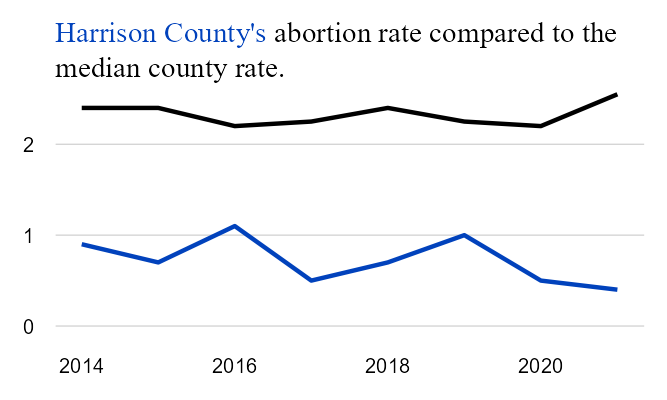 Harrison County's abortion rate compared to the
median county rate.
2
1
0
2014 2016 2018 2020